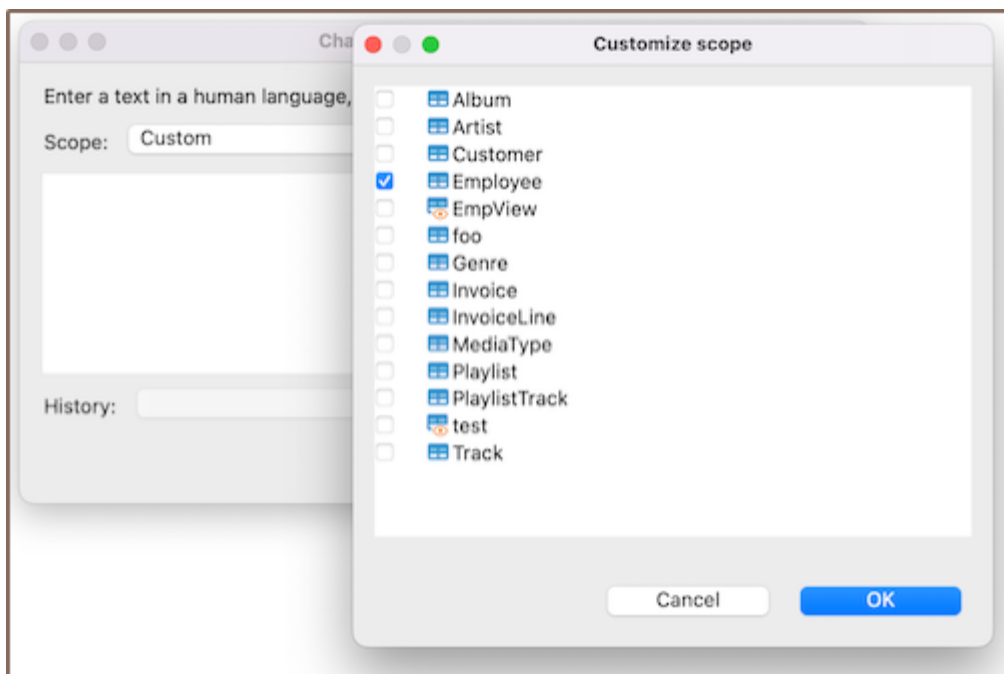 Customize scope
Enter a text in a human language,
Scope: Custom
History:
Album
Artist
Customer
Employee
EmpView
foo
Genre
Invoice
InvoiceLine
MediaType
Playlist
PlaylistTrack
test
Track
Cancel
OK